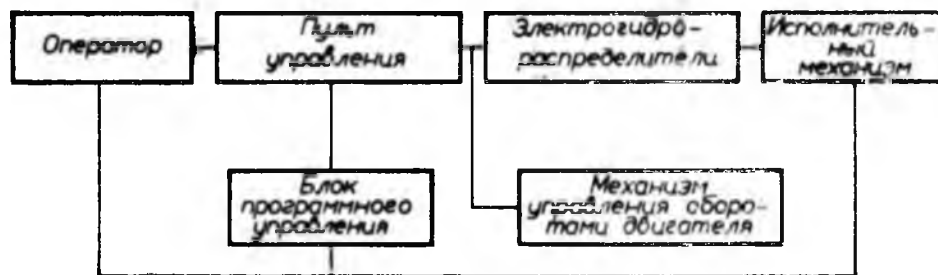 Оператор
Пульт
управления
Электрогидро-
распределители
Исполнитель-
ный
механизм
Блок
программного
управления
Механизм
управления оборо-
тами двигателя